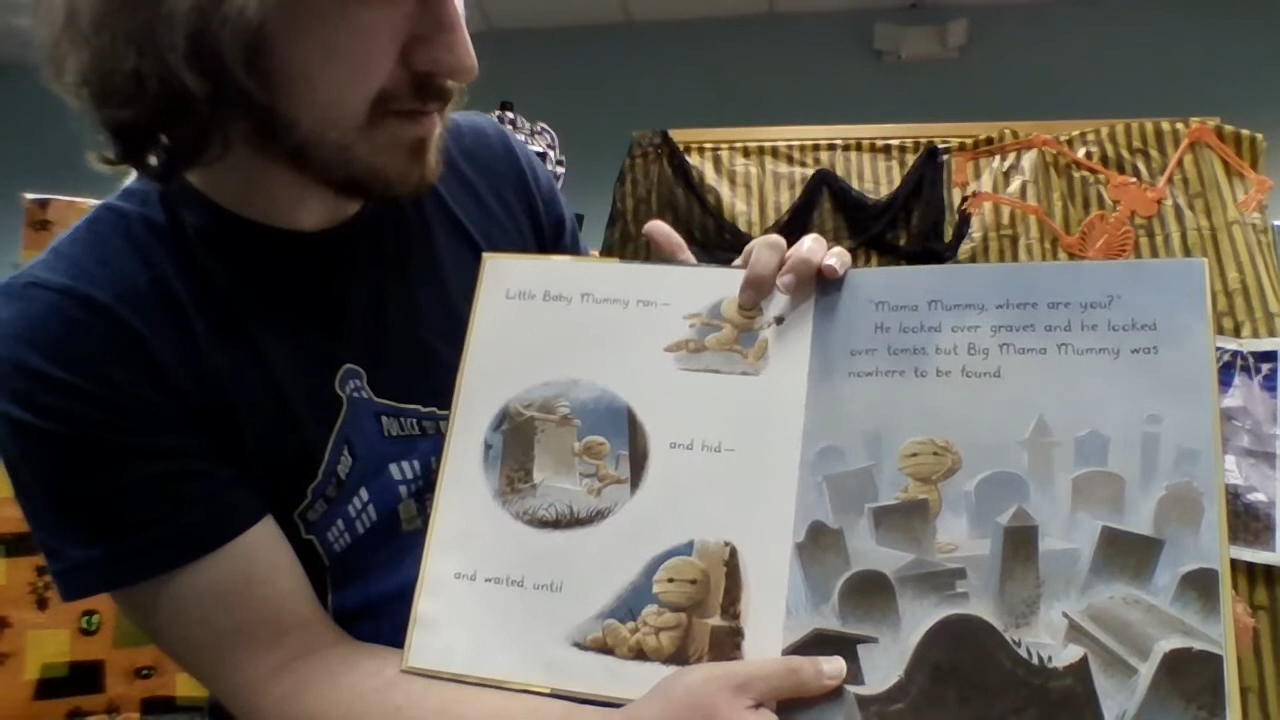 Little Baby Mummy ran—
and hid—
and waited, until
"Mama Mummy, where are you?"
He looked over graves and he looked
over tombs, but Big Mama Mummy was
nowhere to be found.
POLICE
BOX